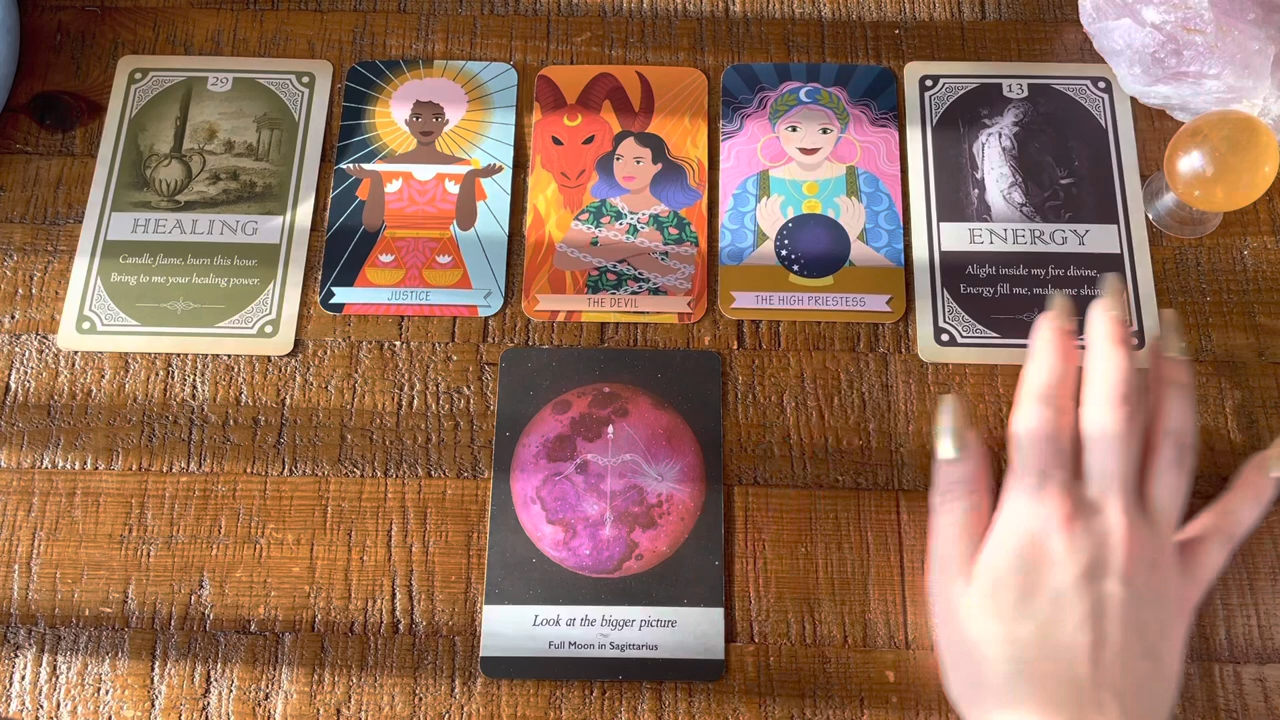 29
HEALING
Candle flame, burn this hour.
Bring to me your healing power.
JUSTICE
THE DEVIL
THE HIGH PRIESTESS
13
ENERGY
Alight inside my fire divine,
Energy fill me, make me shine
Look at the bigger picture
Full Moon in Sagittarius